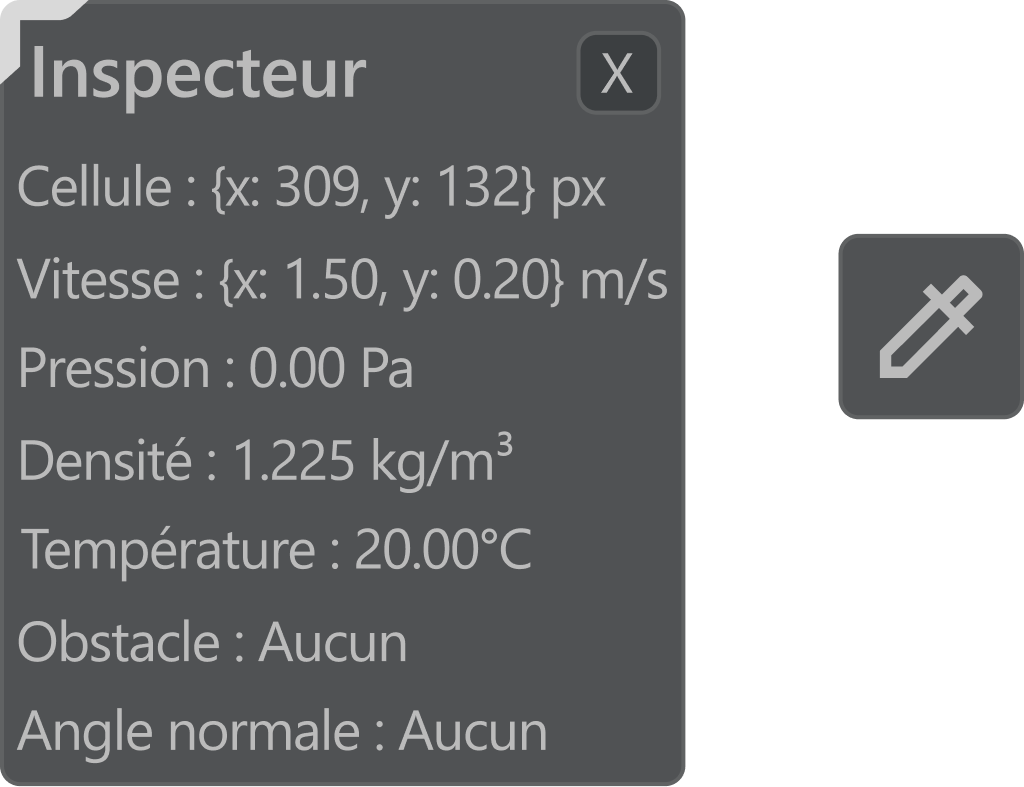 Inspecteur X
Cellule : {x: 309, y: 132} px
Vitesse : {x: 1.50, y: 0.20} m/s
Pression : 0.00 Pa
Densité : 1.225 kg/m³
Température : 20.00°C
Obstacle : Aucun
Angle normale : Aucun